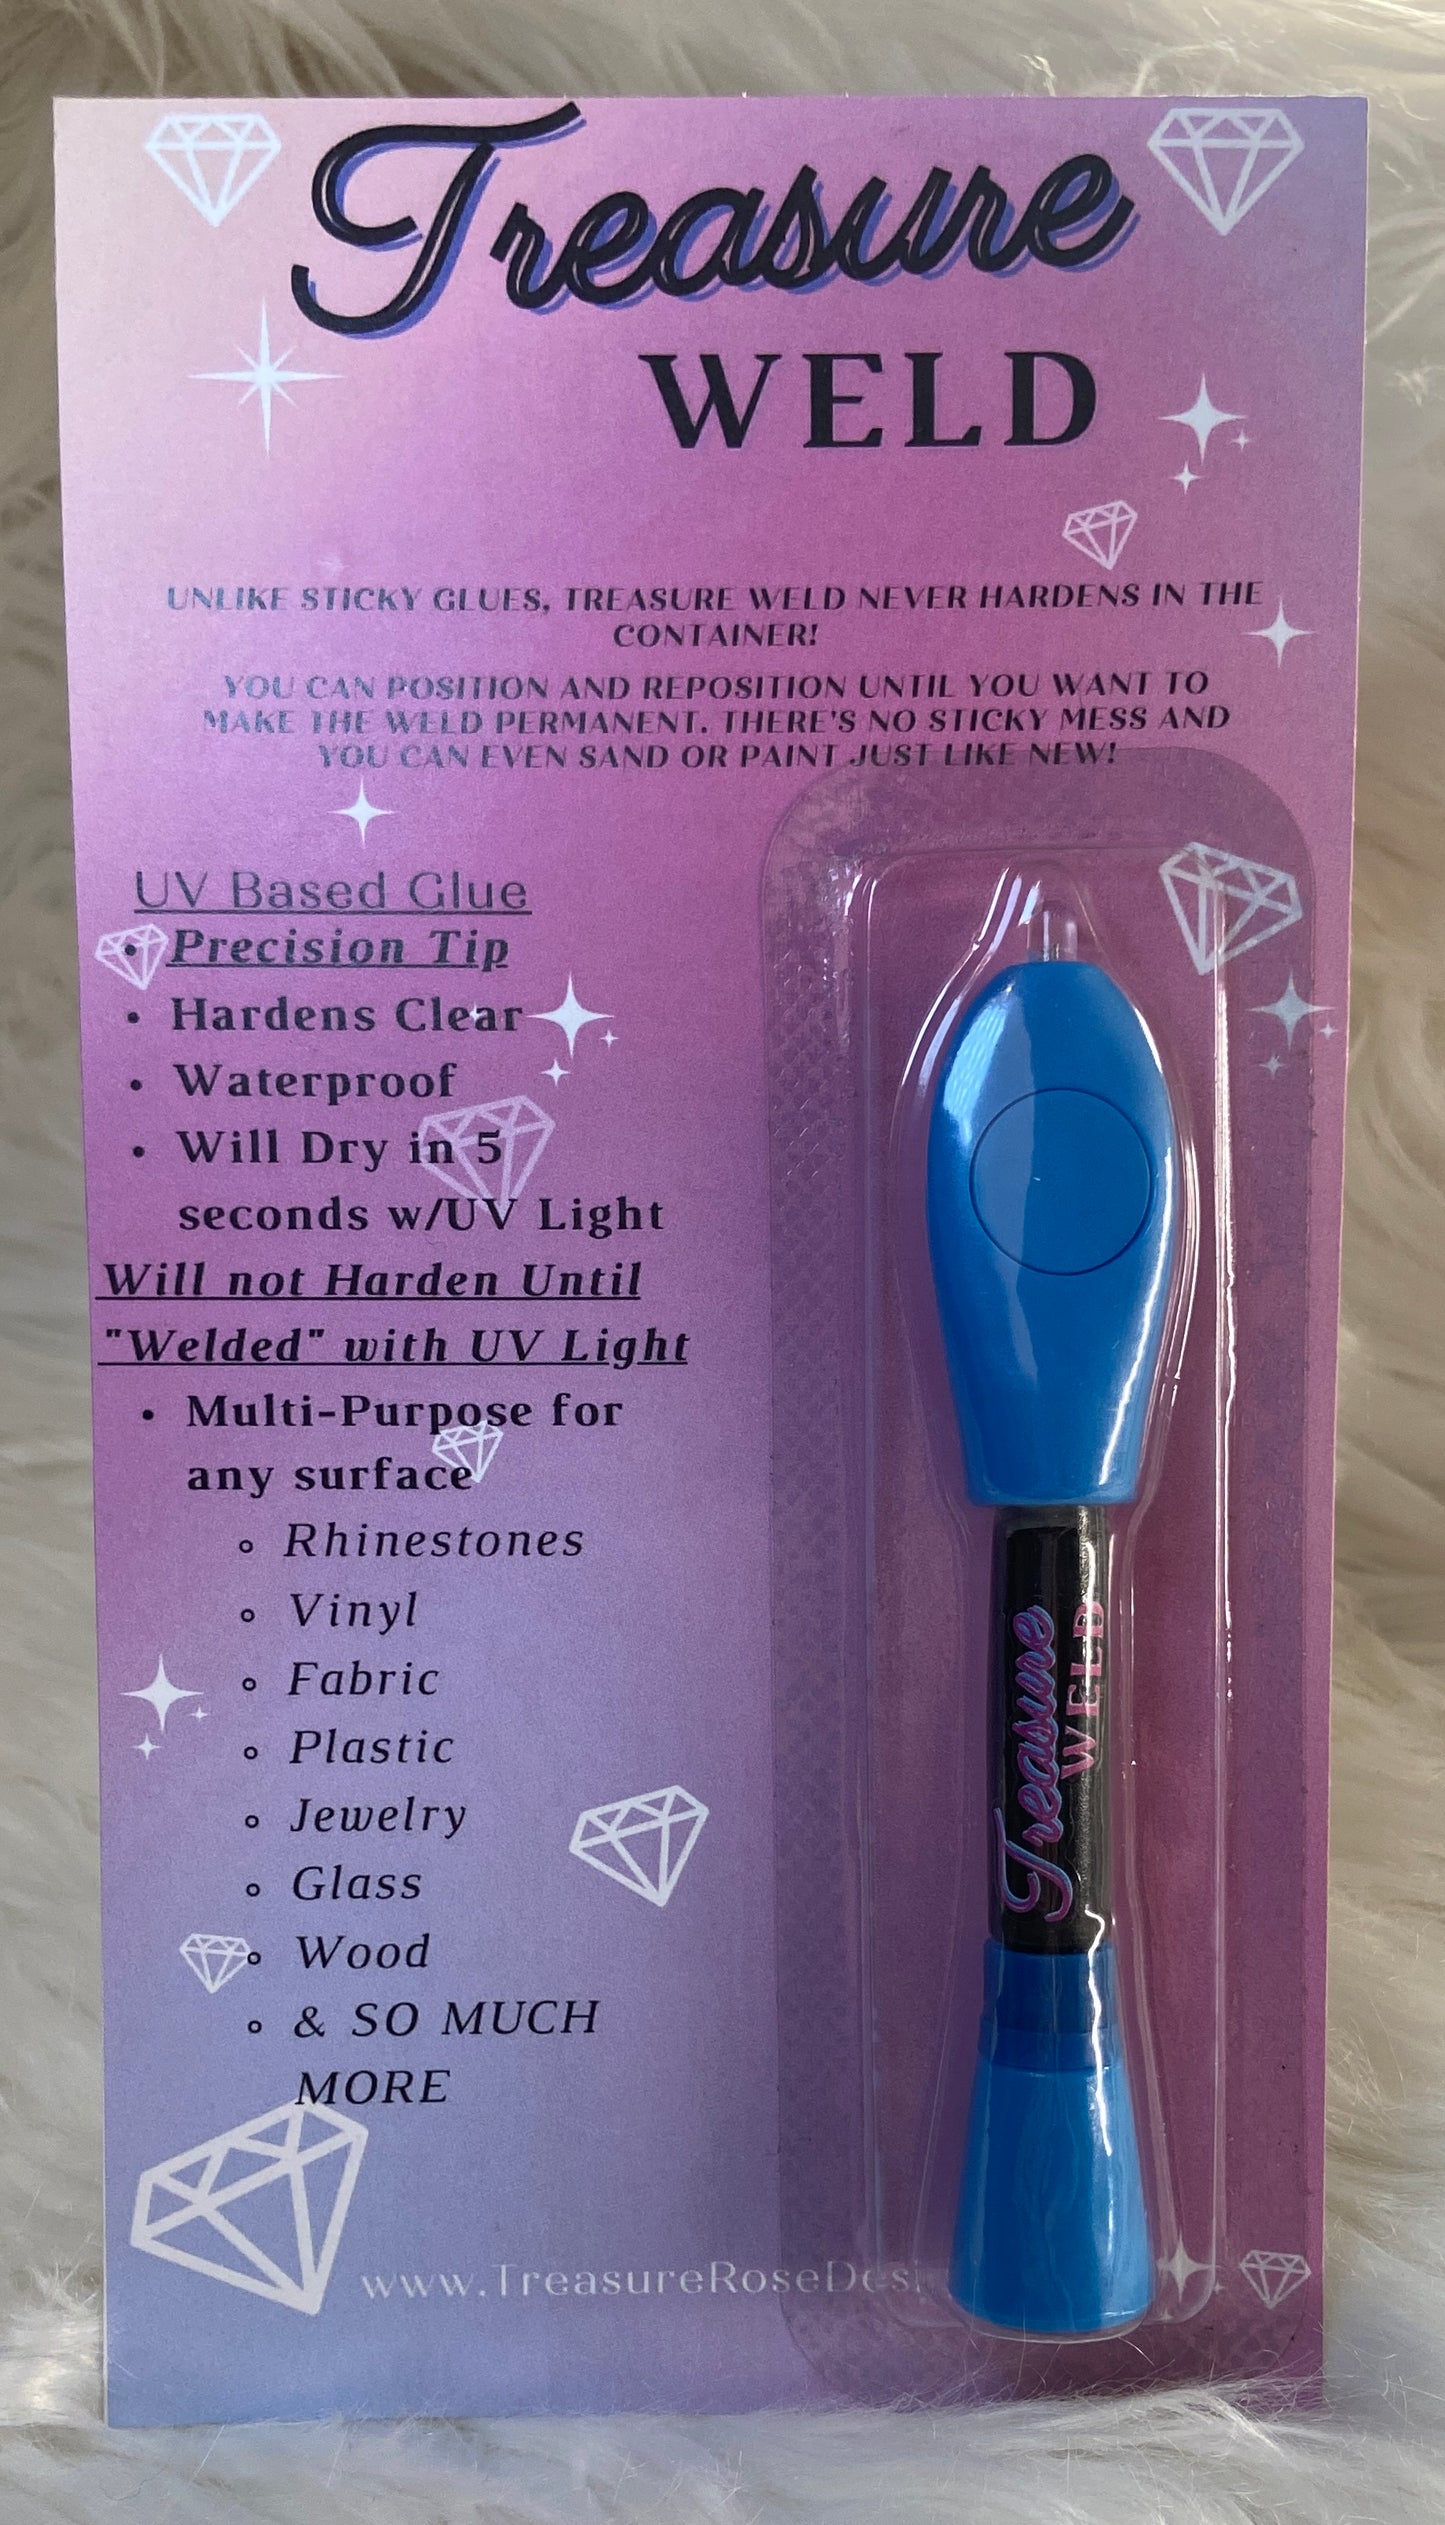 Treasure
WELD
UNLIKE STICKY GLUES, TREASURE WELD NEVER HARDENS IN THE
CONTAINER!
YOU CAN POSITION AND REPOSITION UNTIL YOU WANT TO
MAKE THE WELD PERMANENT. THERE'S NO STICKY MESS AND
YOU CAN EVEN SAND OR PAINT JUST LIKE NEW!
UV Based Glue
• Precision Tip
• Hardens Clear
• Waterproof
• Will Dry in 5
seconds w/UV Light
Will not Harden Until
"Welded" with UV Light
• Multi-Purpose for
any surface
◦ Rhinestones
◦ Vinyl
◦ Fabric
◦ Plastic
◦ Jewelry
◦ Glass
◦ Wood
◦ & SO MUCH
MORE
Treasure
WELD
www.TreasureRoseDesi